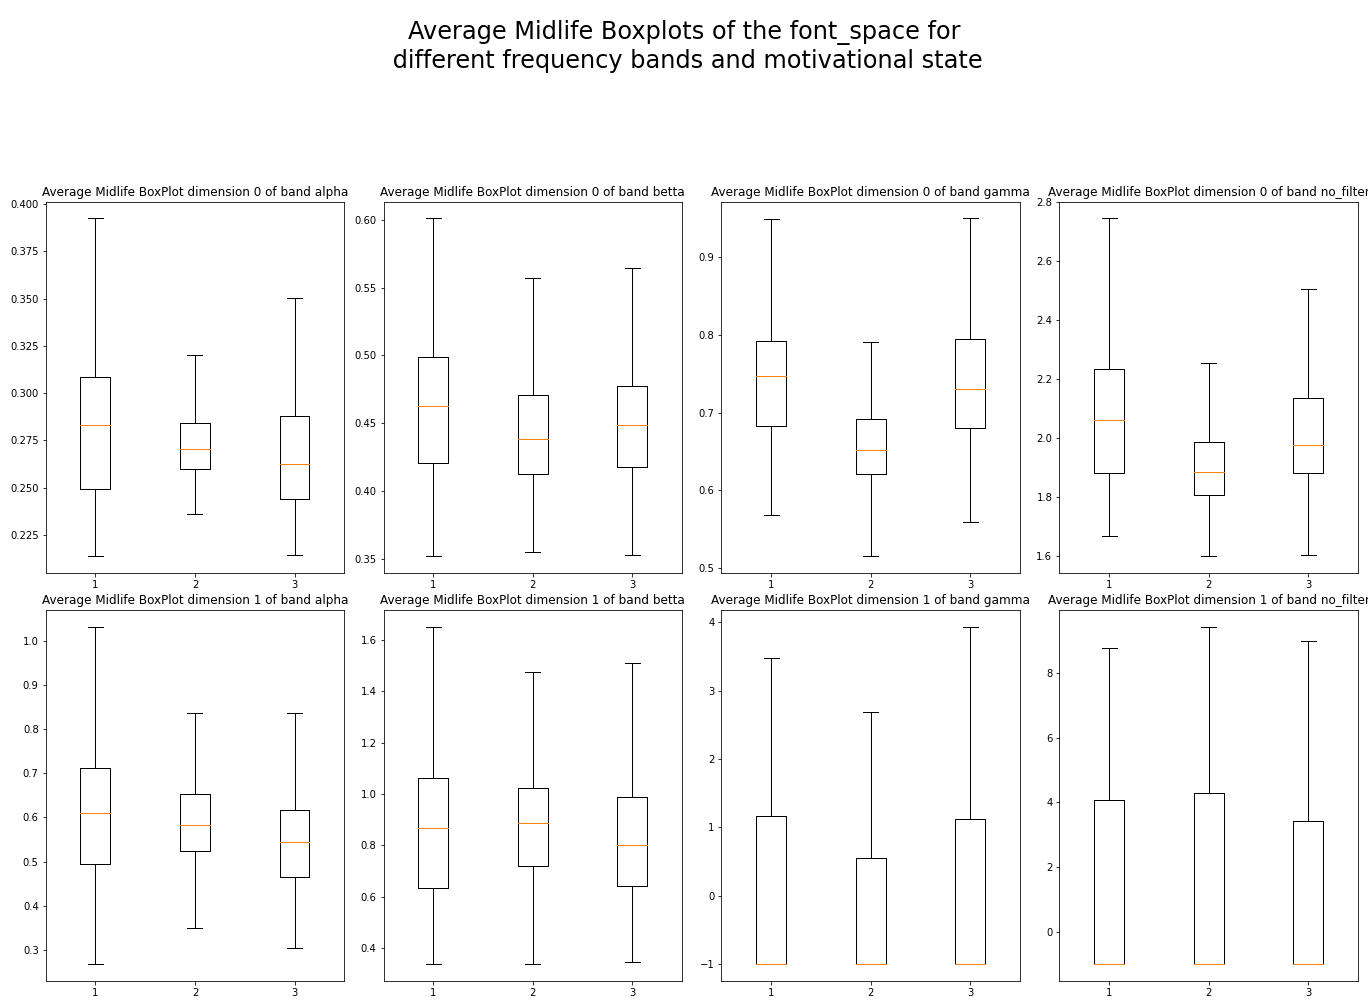 Average Midlife Boxplots of the font_space for
different frequency bands and motivational state
Average Midlife BoxPlot dimension 0 of band alpha
0.400
0.375
0.350
0.325
0.300
0.275
0.250
0.225
1 2 3
Average Midlife BoxPlot dimension 0 of band betta
0.60
0.55
0.50
0.45
0.40
0.35
1 2 3
Average Midlife BoxPlot dimension 0 of band gamma
0.9
0.8
0.7
0.6
0.5
1 2 3
Average Midlife BoxPlot dimension 0 of band no_filter
2.8
2.6
2.4
2.2
2.0
1.8
1.6
1 2 3
Average Midlife BoxPlot dimension 1 of band alpha
1.0
0.9
0.8
0.7
0.6
0.5
0.4
0.3
1 2 3
Average Midlife BoxPlot dimension 1 of band betta
1.6
1.4
1.2
1.0
0.8
0.6
0.4
1 2 3
Average Midlife BoxPlot dimension 1 of band gamma
4
3
2
1
0
−1
1 2 3
Average Midlife BoxPlot dimension 1 of band no_filter
8
6
4
2
0
1 2 3